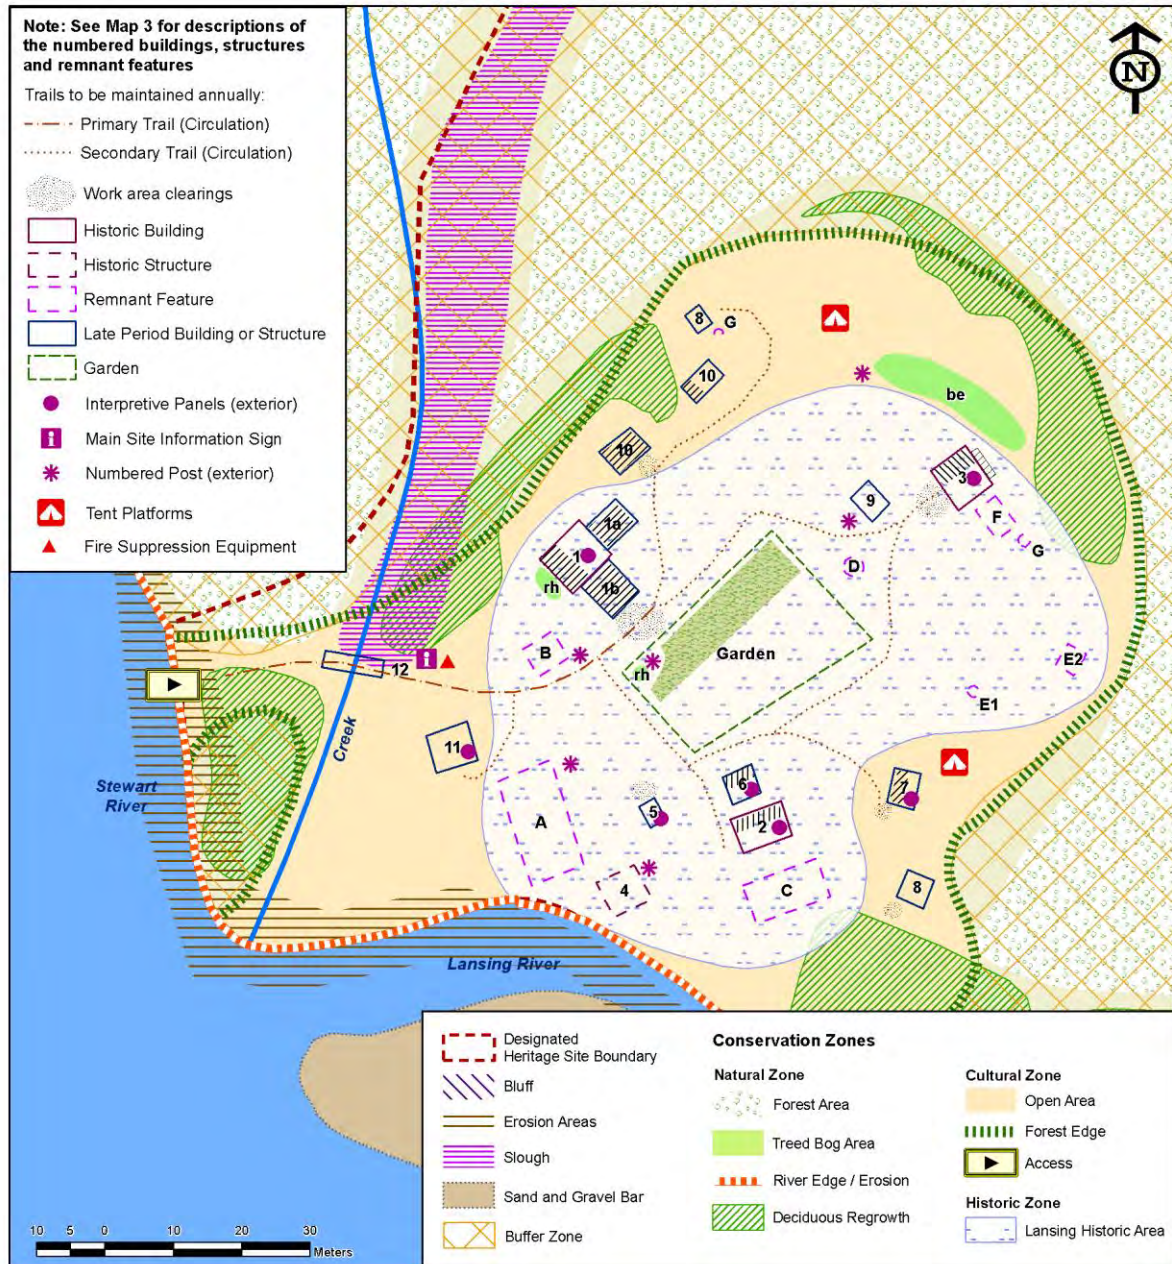 Note: See Map 3 for descriptions of
the numbered buildings, structures
and remnant features
Trails to be maintained annually:
Primary Trail (Circulation)
Secondary Trail (Circulation)
Work area clearings
Historic Building
Historic Structure
Remnant Feature
Late Period Building or Structure
Garden
Interpretive Panels (exterior)
Main Site Information Sign
Numbered Post (exterior)
Tent Platforms
Fire Suppression Equipment
N
8
G
10
be
10
3
9
F
1a
G
1
D
1b
rh
B
Garden
E2
rh
12
E1
11
Creek
Stewart
River
6
7
5
A
2
4
C
8
Lansing River
Designated
Heritage Site Boundary
Bluff
Erosion Areas
Slough
Sand and Gravel Bar
Buffer Zone
Conservation Zones
Natural Zone
Forest Area
Treed Bog Area
River Edge / Erosion
Deciduous Regrowth
Cultural Zone
Open Area
Forest Edge
Access
Historic Zone
Lansing Historic Area
10 5 0 10 20 30
Meters